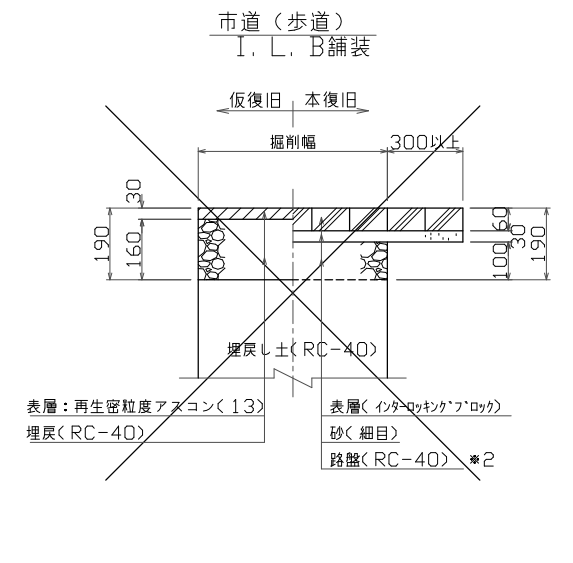 市道（歩道）
I．L．B舗装
仮復旧 本復旧
掘削幅 300以上
30 160 190
60 30 100 190
埋戻し土(RC-40)
表層：再生密粒度アスコン(13)
埋戻(RC-40)
表層(ｲﾝﾀｰﾛｯｷﾝｸﾞﾌﾞﾛｯｸ)
砂(細目)
路盤(RC-40) ※2